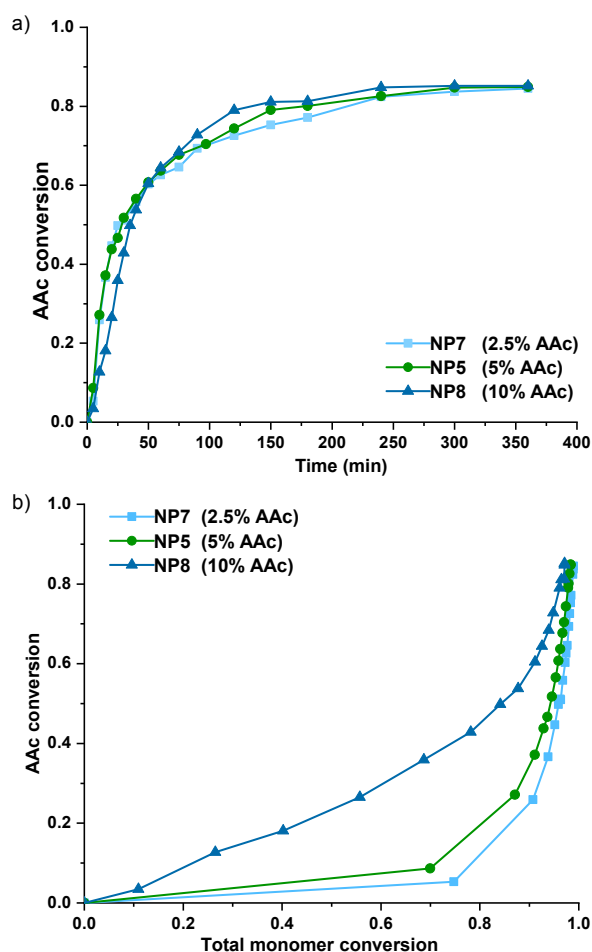 a)
1.0
0.8
0.6
0.4
0.2
0.0
AAc conversion
NP7 (2.5% AAc)
NP5 (5% AAc)
NP8 (10% AAc)
0 50 100 150 200 250 300 350 400
Time (min)
b)
1.0
0.8
0.6
0.4
0.2
0.0
AAc conversion
NP7 (2.5% AAc)
NP5 (5% AAc)
NP8 (10% AAc)
0.0 0.2 0.4 0.6 0.8 1.0
Total monomer conversion